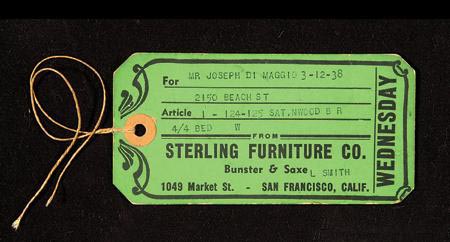 For MR JOSEPH DI MAGGIO 3-12-38
2150 BEACH ST
Article 1 - 124-125 SAT.NWOOD B R
4/4 BED W
FROM
STERLING FURNITURE CO.
Bunster & Saxe L SMITH
1049 Market St. - SAN FRANCISCO, CALIF.
WEDNESDAY